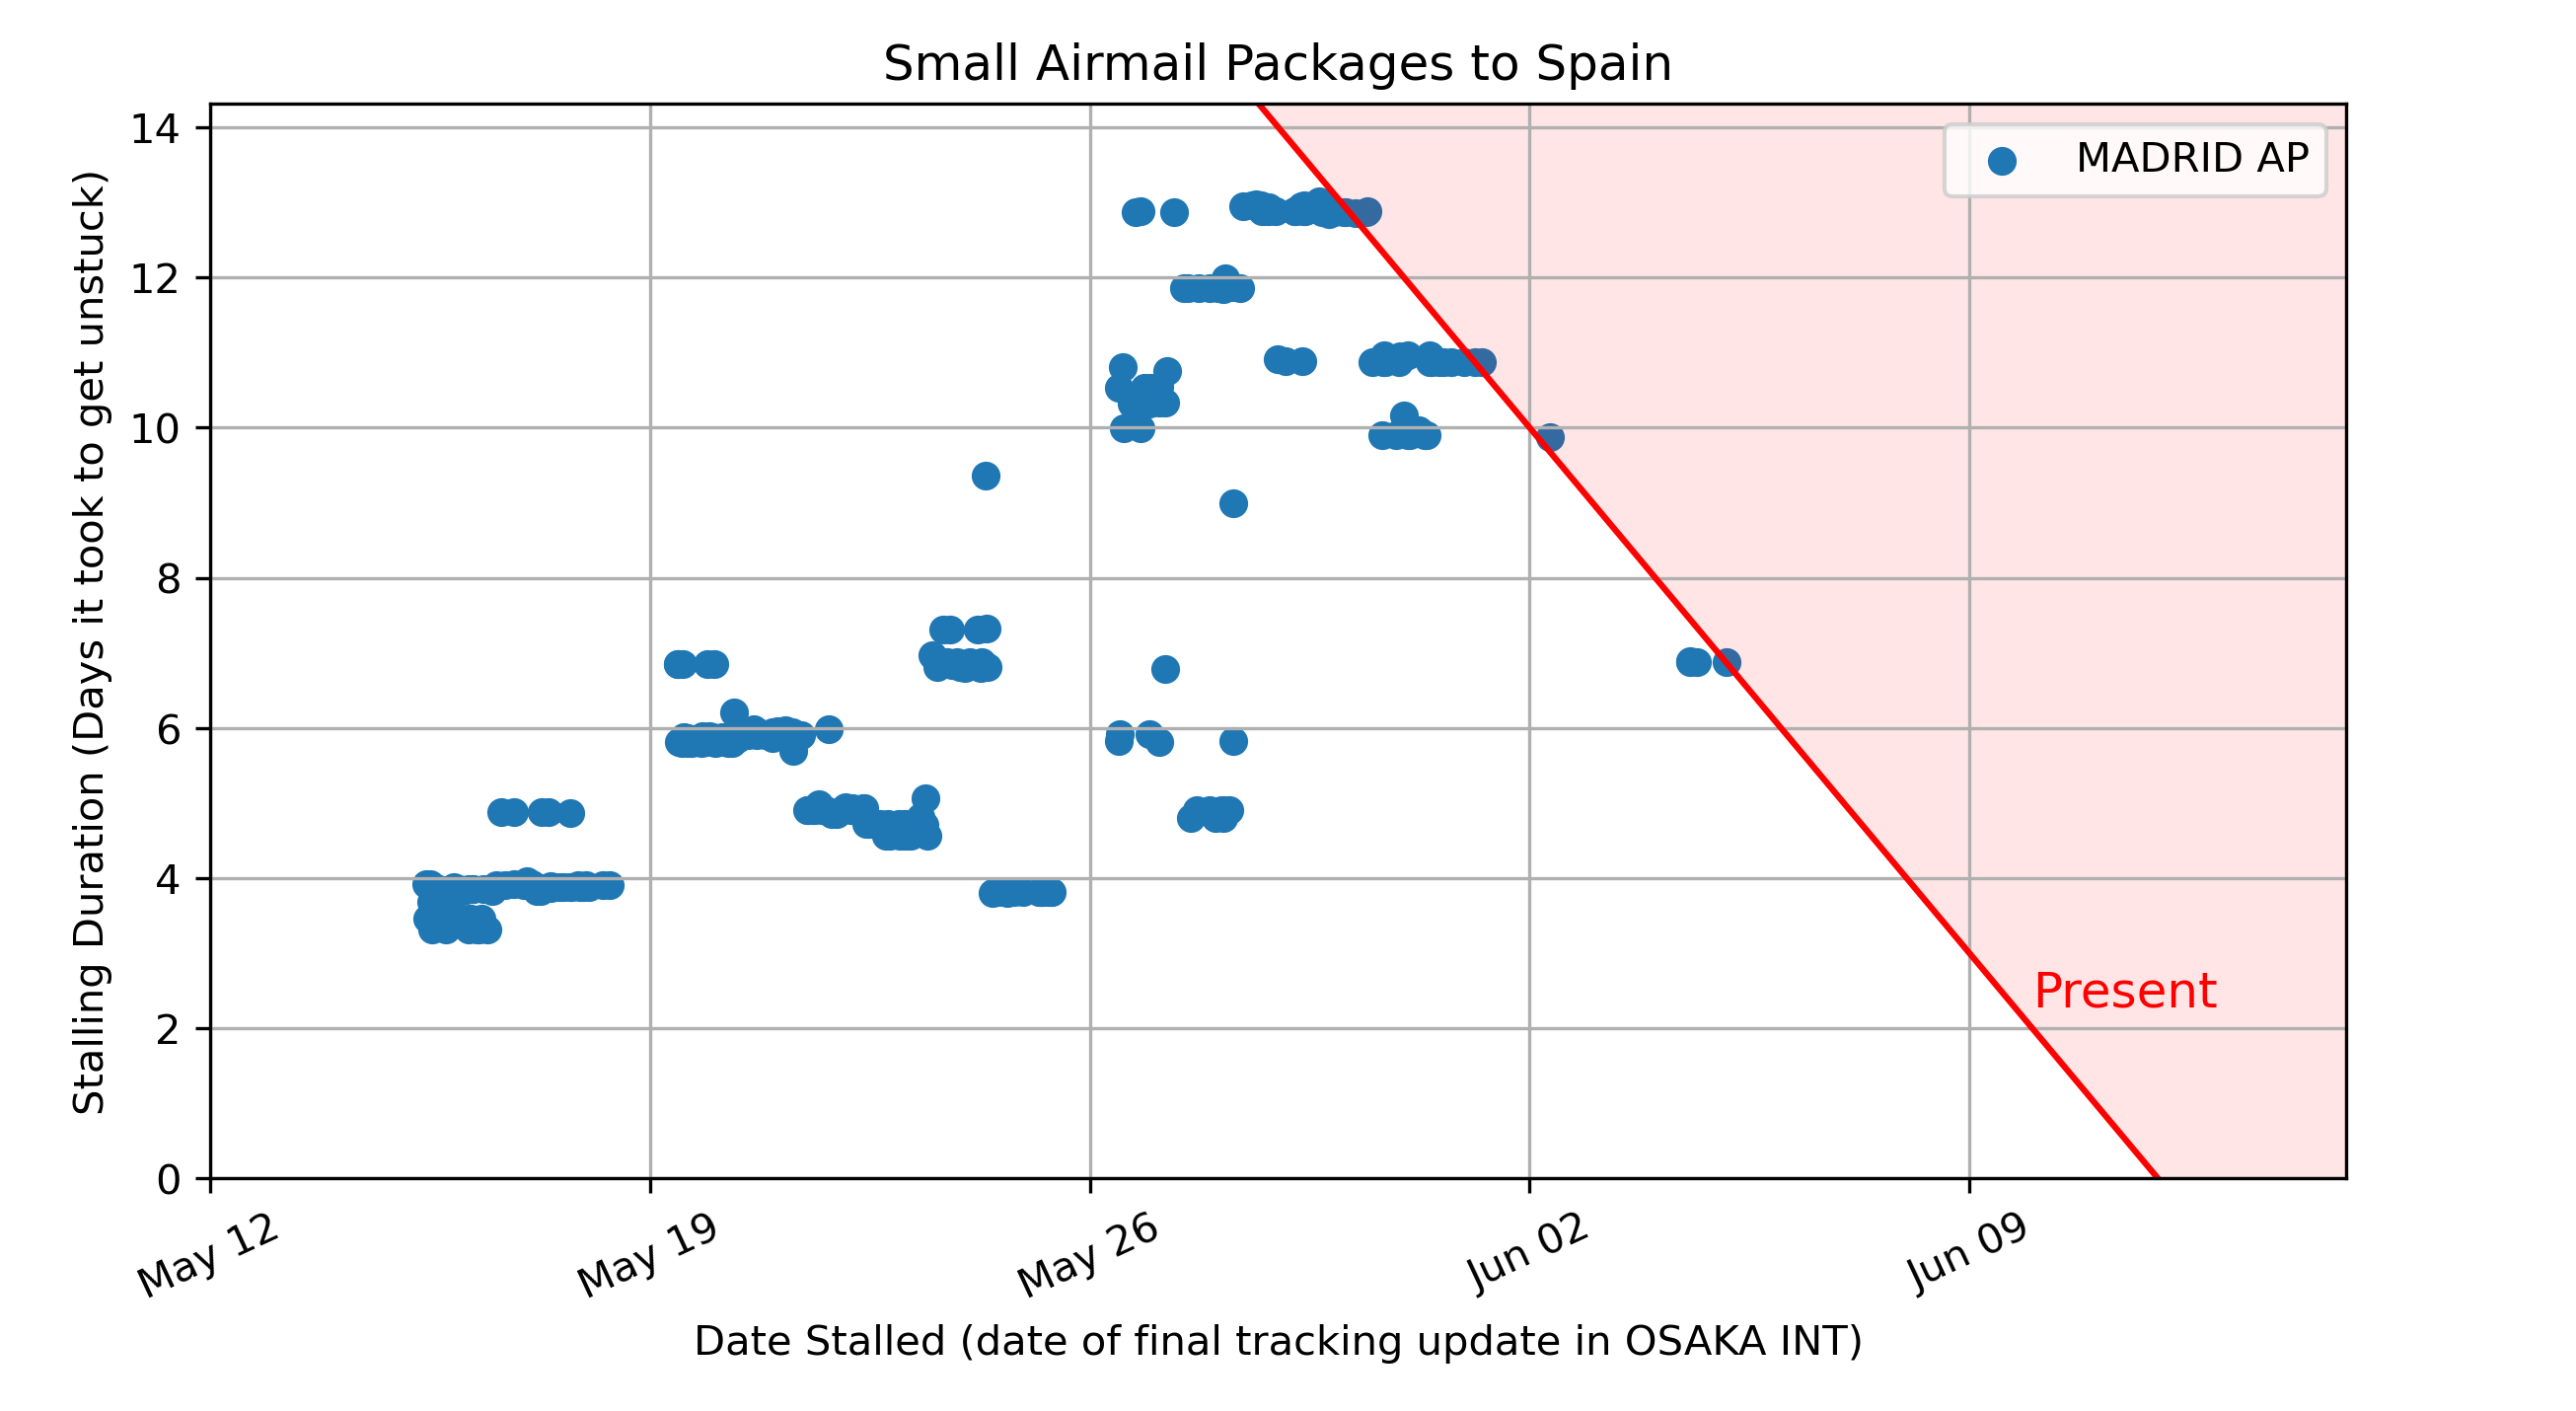 Small Airmail Packages to Spain
Stalling Duration (Days it took to get unstuck)
14
12
10
8
6
4
2
0
MADRID AP
Present
May 12
May 19
May 26
Jun 02
Jun 09
Date Stalled (date of final tracking update in OSAKA INT)